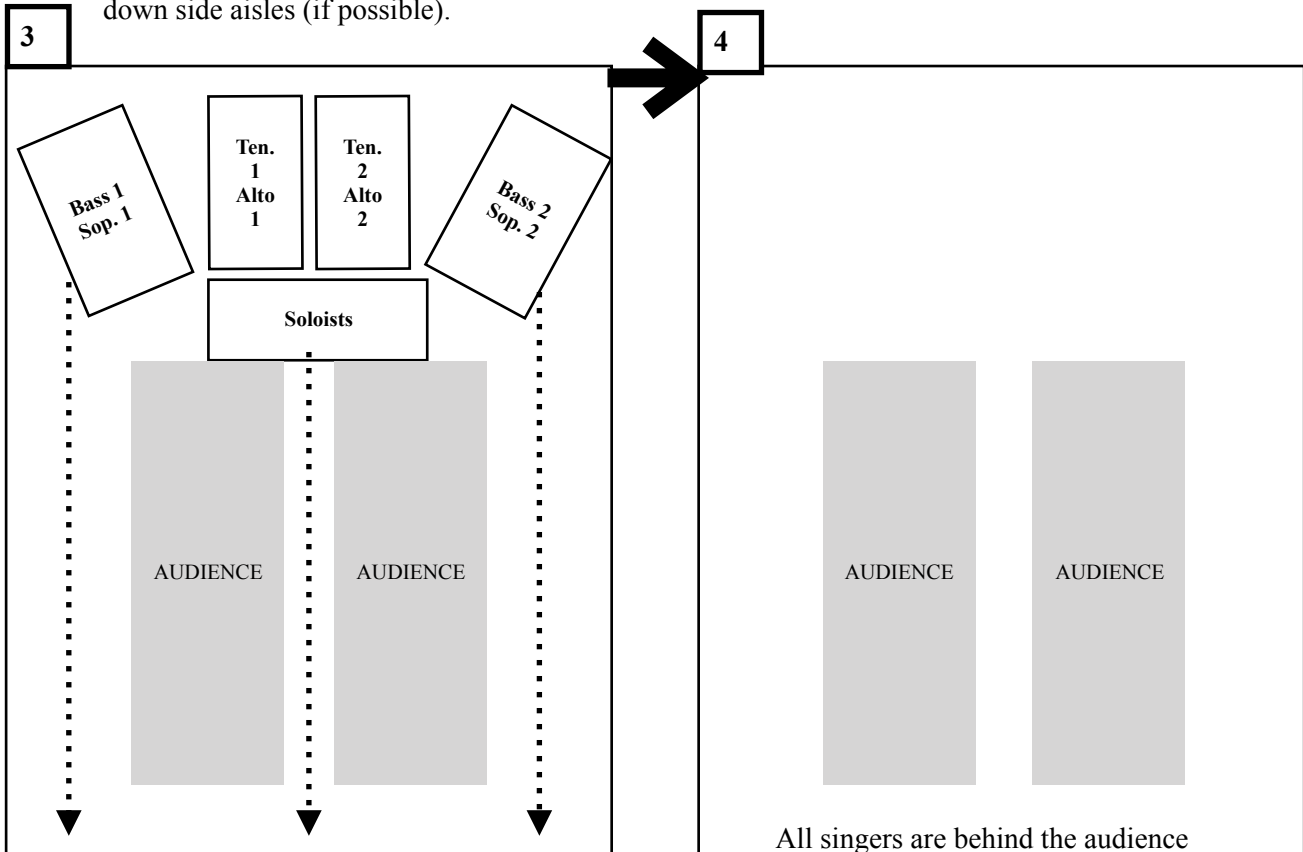 down side aisles (if possible).
3
4
Bass 1
Sop. 1
Ten.
1
Alto
1
Ten.
2
Alto
2
Bass 2
Sop. 2
Soloists
AUDIENCE
AUDIENCE
AUDIENCE
AUDIENCE
All singers are behind the audience